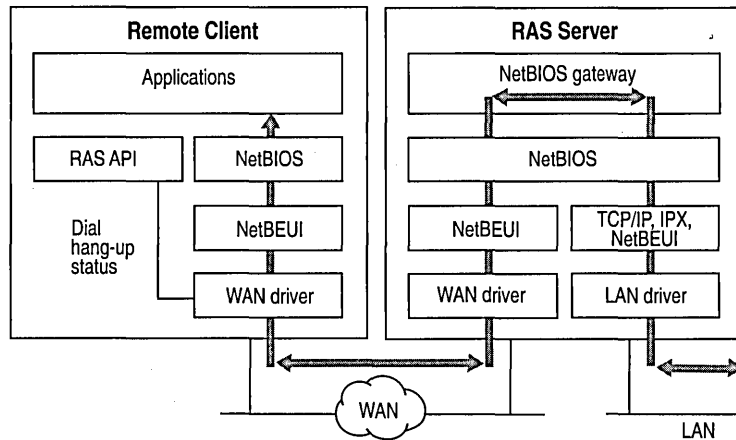 Remote Client
Applications
RAS API
NetBIOS
Dial
hang-up
status
NetBEUI
WAN driver
RAS Server
NetBIOS gateway
NetBIOS
NetBEUI
TCP/IP, IPX,
NetBEUI
WAN driver
LAN driver
WAN
LAN